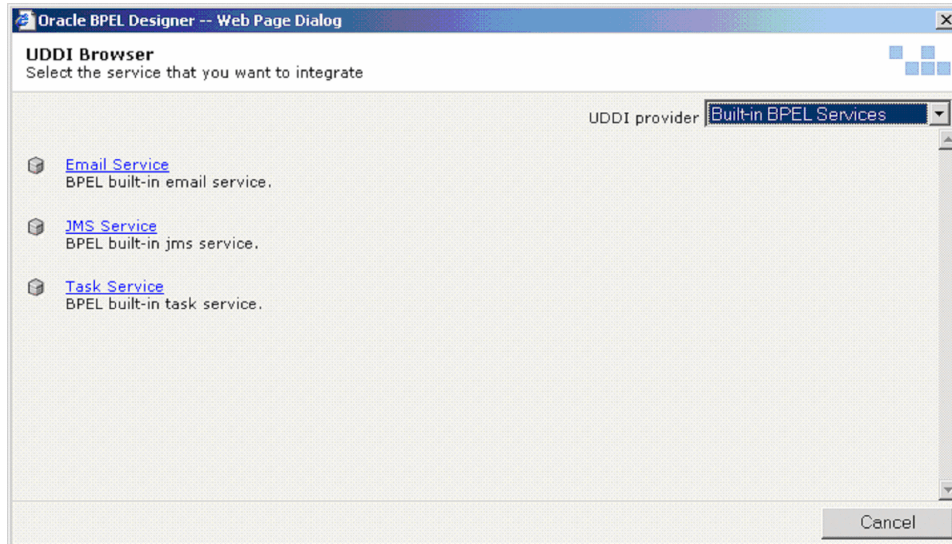 Oracle BPEL Designer -- Web Page Dialog
UDDI Browser
Select the service that you want to integrate
UDDI provider Built-in BPEL Services
Email Service
BPEL built-in email service.
JMS Service
BPEL built-in jms service.
Task Service
BPEL built-in task service.
Cancel